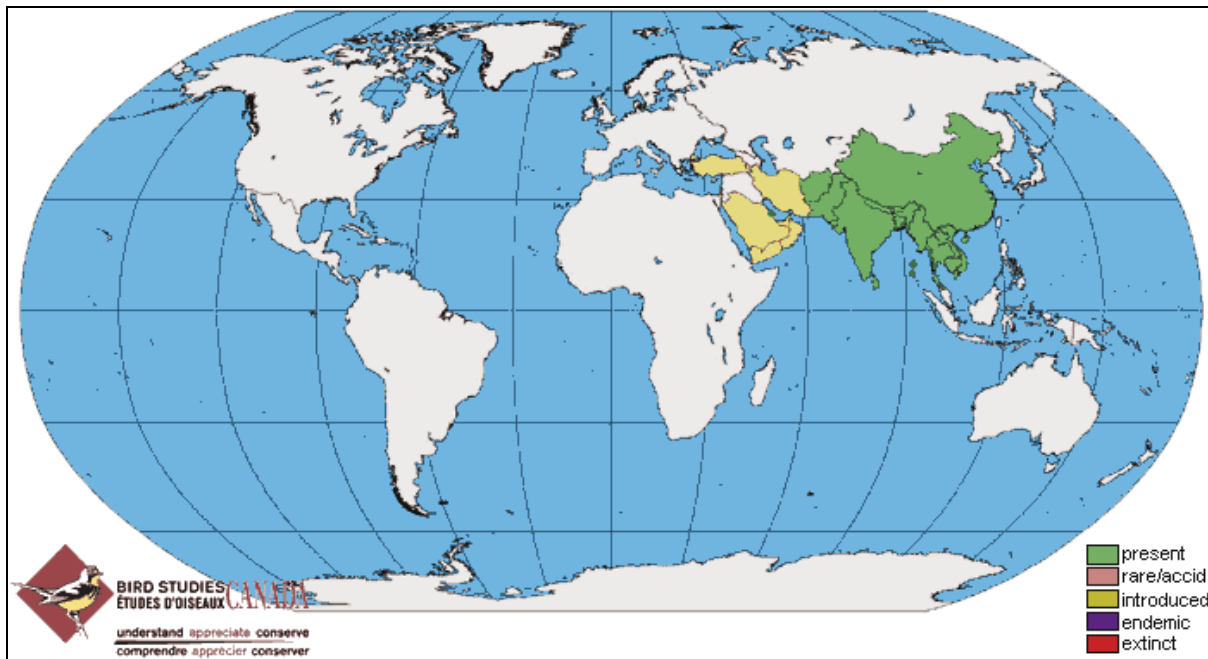 present
rare/accid
introduced
endemic
extinct
BIRD STUDIES
ÉTUDES D'OISEAUX CANADA
understand appreciate conserve
comprendre apprécier conserver